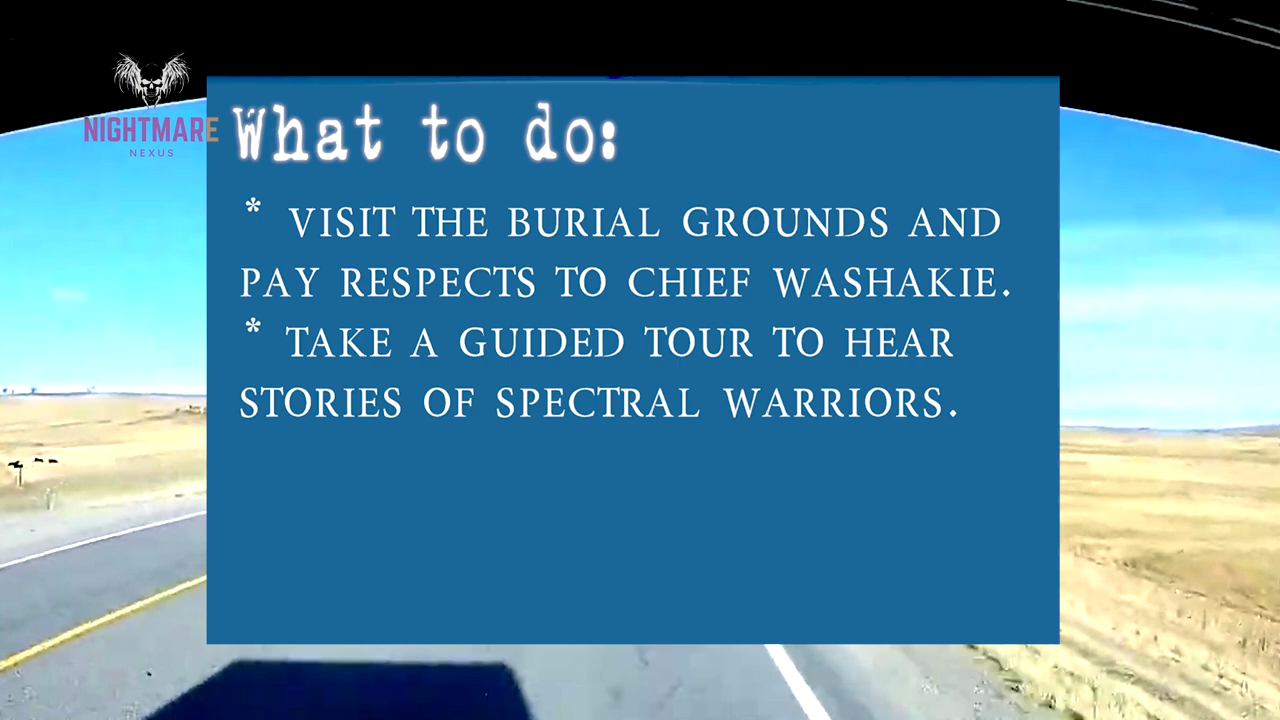 NIGHTMARE
NEXUS
What to do:
* VISIT THE BURIAL GROUNDS AND
PAY RESPECTS TO CHIEF WASHAKIE.
* TAKE A GUIDED TOUR TO HEAR
STORIES OF SPECTRAL WARRIORS.